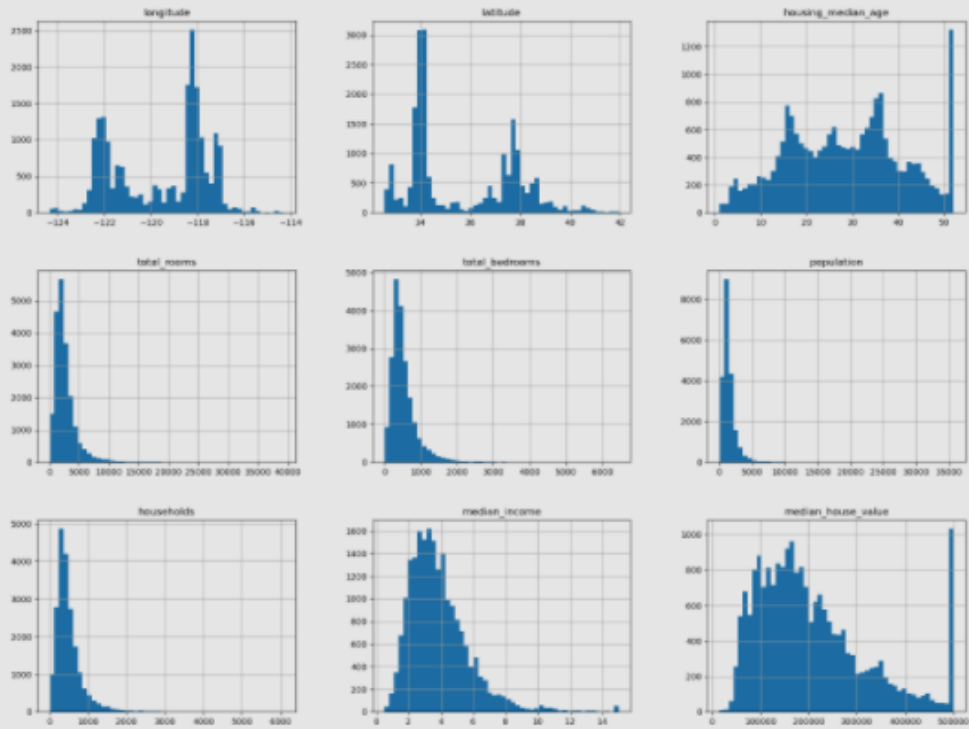 longitude latitude housing_median_age
2500 3000 1200
2000 2500 1000
1500 2000 800
1000 1500 600
500 1000 400
0 500 200
0 0
−124 −122 −120 −118 −116 −114 34 36 38 40 42 0 10 20 30 40 50
total_rooms total_bedrooms population
5000 5000 8000
4000 4000 6000
3000 3000 4000
2000 2000 2000
1000 1000 0
0 0
0 5000 10000 15000 20000 25000 30000 35000 40000 0 1000 2000 3000 4000 5000 6000 0 5000 10000 15000 20000 25000 30000 35000
households median_income median_house_value
5000 1600 1000
4000 1400 800
3000 1200 600
2000 1000 400
1000 800 200
0 600 0
400
200
0
0 1000 2000 3000 4000 5000 6000 0 2 4 6 8 10 12 14 0 100000 200000 300000 400000 500000